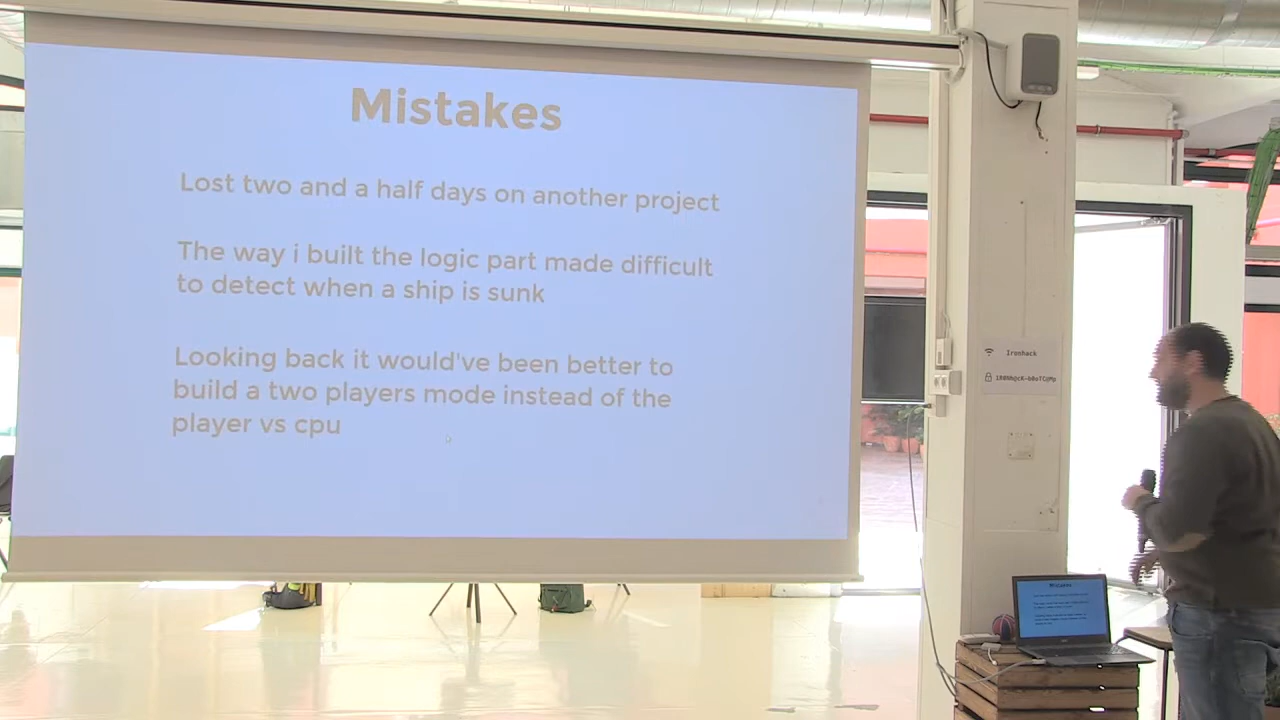 Mistakes
Lost two and a half days on another project
The way i built the logic part made difficult
to detect when a ship is sunk
Looking back it would've been better to
build a two players mode instead of the
player vs cpu
Ironhack
Mistakes